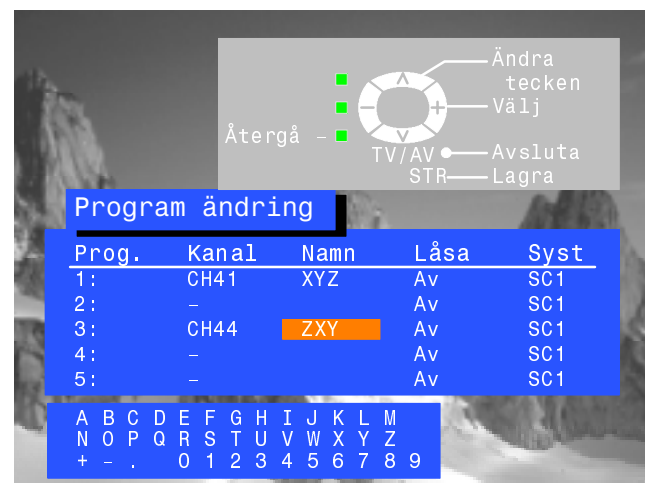 Ändra
tecken
Välj
Återgå –
TV/AV Avsluta
STR Lagra
Program ändring
Prog. Kanal Namn Låsa Syst
1: CH41 XYZ Av SC1
2: – Av SC1
3: CH44 ZXY Av SC1
4: – Av SC1
5: – Av SC1
A B C D E F G H I J K L M
N O P Q R S T U V W X Y Z
+ – . 0 1 2 3 4 5 6 7 8 9